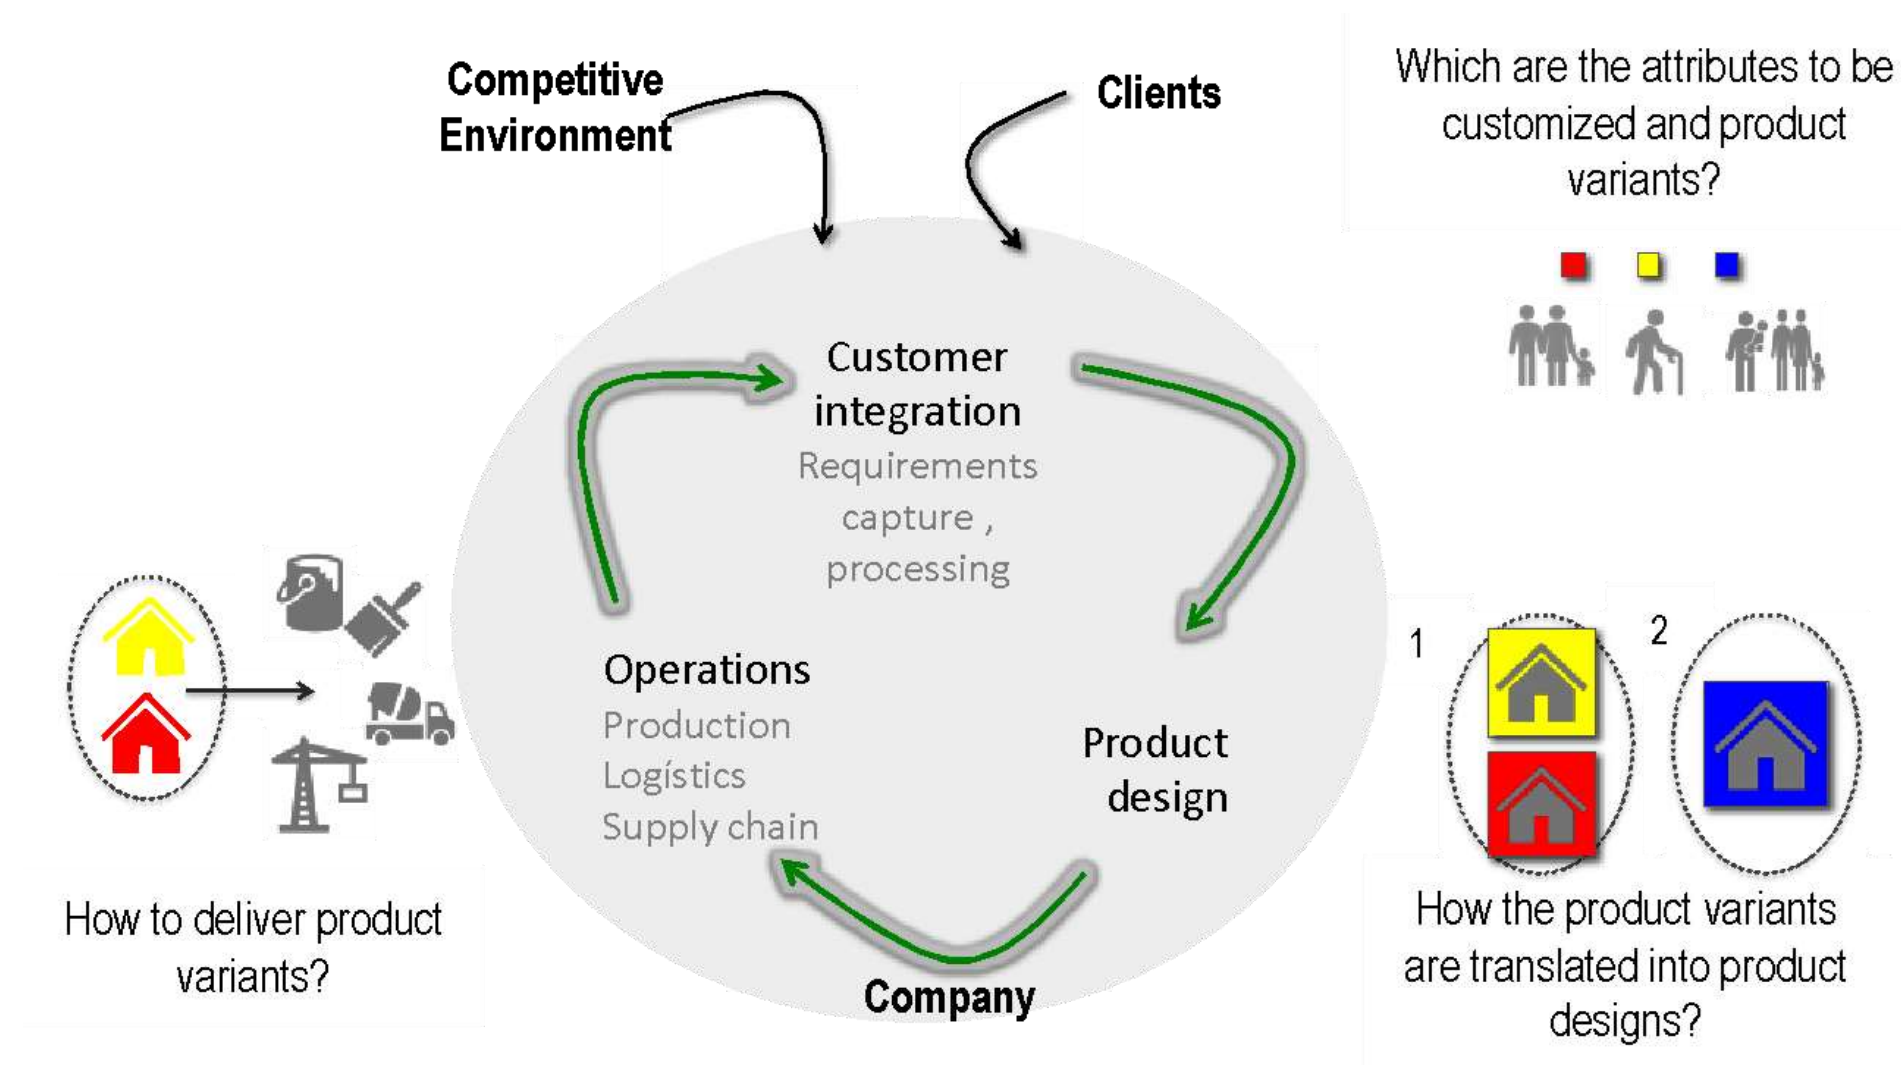 Competitive
Environment
Clients
Which are the attributes to be
customized and product
variants?
Customer
integration
Requirements
capture ,
processing
Operations
Production
Logístics
Supply chain
Product
design
Company
How to deliver product
variants?
1
2
How the product variants
are translated into product
designs?